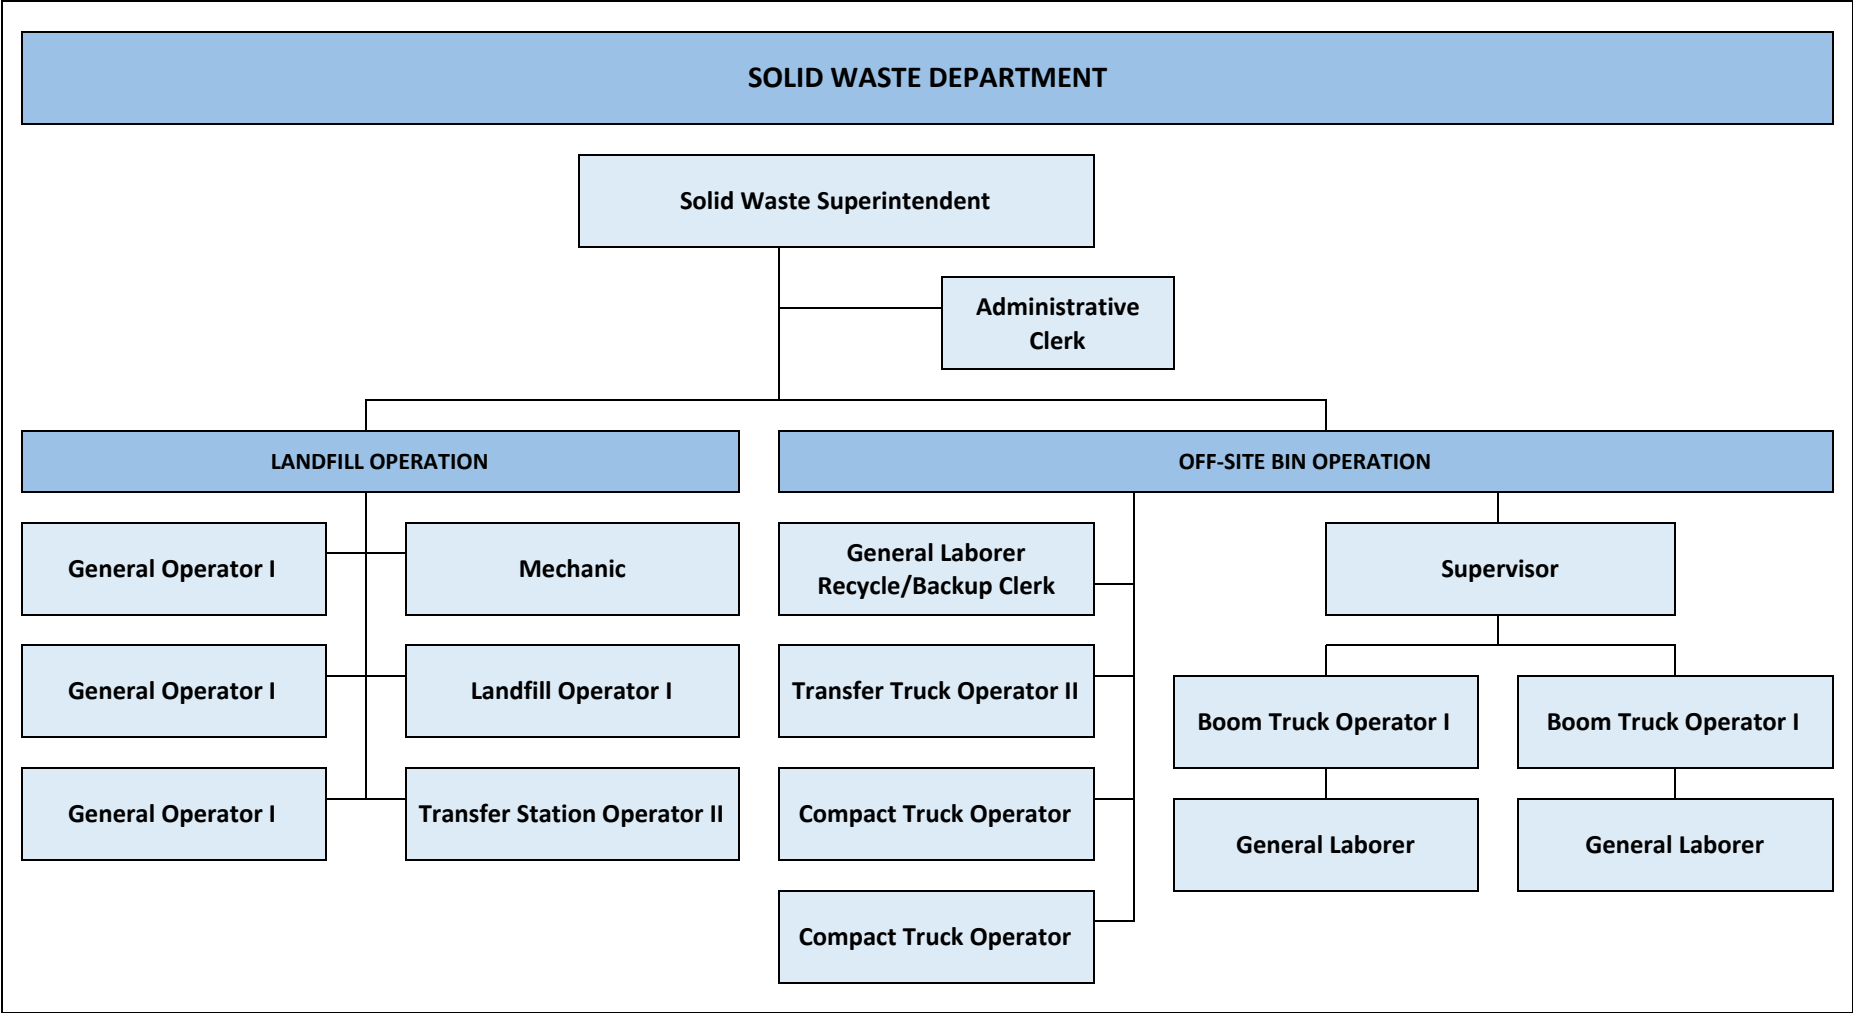 SOLID WASTE DEPARTMENT
Solid Waste Superintendent
Administrative
Clerk
LANDFILL OPERATION
OFF-SITE BIN OPERATION
General Operator I
Mechanic
General Laborer
Recycle/Backup Clerk
Supervisor
General Operator I
Landfill Operator I
Transfer Truck Operator II
Boom Truck Operator I
Boom Truck Operator I
General Operator I
Transfer Station Operator II
Compact Truck Operator
General Laborer
General Laborer
Compact Truck Operator